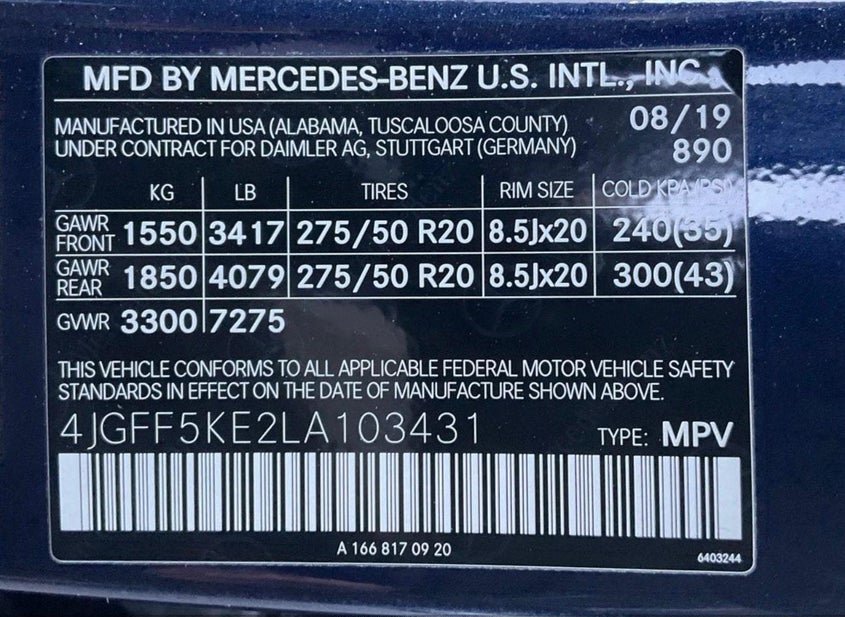 MFD BY MERCEDES-BENZ U.S. INTL., INC.
MANUFACTURED IN USA (ALABAMA, TUSCALOOSA COUNTY) 08/19
UNDER CONTRACT FOR DAIMLER AG, STUTTGART (GERMANY) 890
KG LB TIRES RIM SIZE COLD KPA (PSI)
GAWR FRONT 1550 3417 275/50 R20 8.5Jx20 240(35)
GAWR REAR 1850 4079 275/50 R20 8.5Jx20 300(43)
GVWR 3300 7275
THIS VEHICLE CONFORMS TO ALL APPLICABLE FEDERAL MOTOR VEHICLE SAFETY
STANDARDS IN EFFECT ON THE DATE OF MANUFACTURE SHOWN ABOVE.
4JGFF5KE2LA103431 TYPE: MPV
A 166 817 09 20 6403244